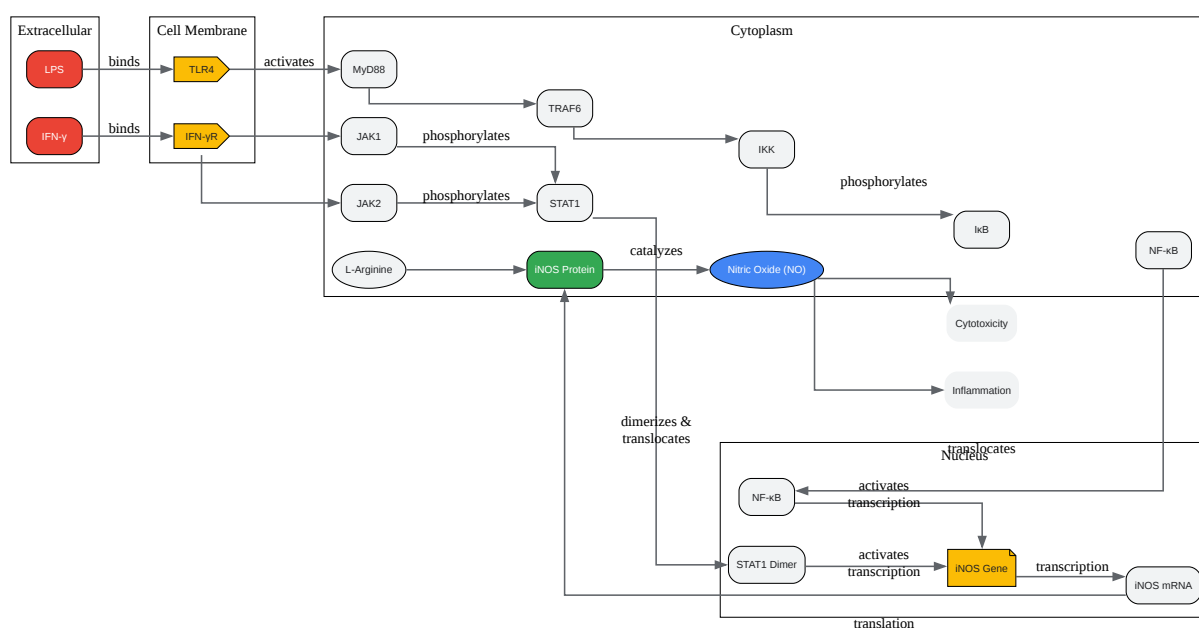 Extracellular
Cell Membrane
Cytoplasm
LPS
binds
TLR4
activates
MyD88
TRAF6
IFN-γ
binds
IFN-γR
JAK1
phosphorylates
IKK
phosphorylates
JAK2
phosphorylates
STAT1
IκB
NF-κB
L-Arginine
iNOS Protein
catalyzes
Nitric Oxide (NO)
Cytotoxicity
Inflammation
dimerizes &
translocates
translocates
Nucleus
NF-κB
activates
transcription
STAT1 Dimer
activates
transcription
iNOS Gene
transcription
iNOS mRNA
translation